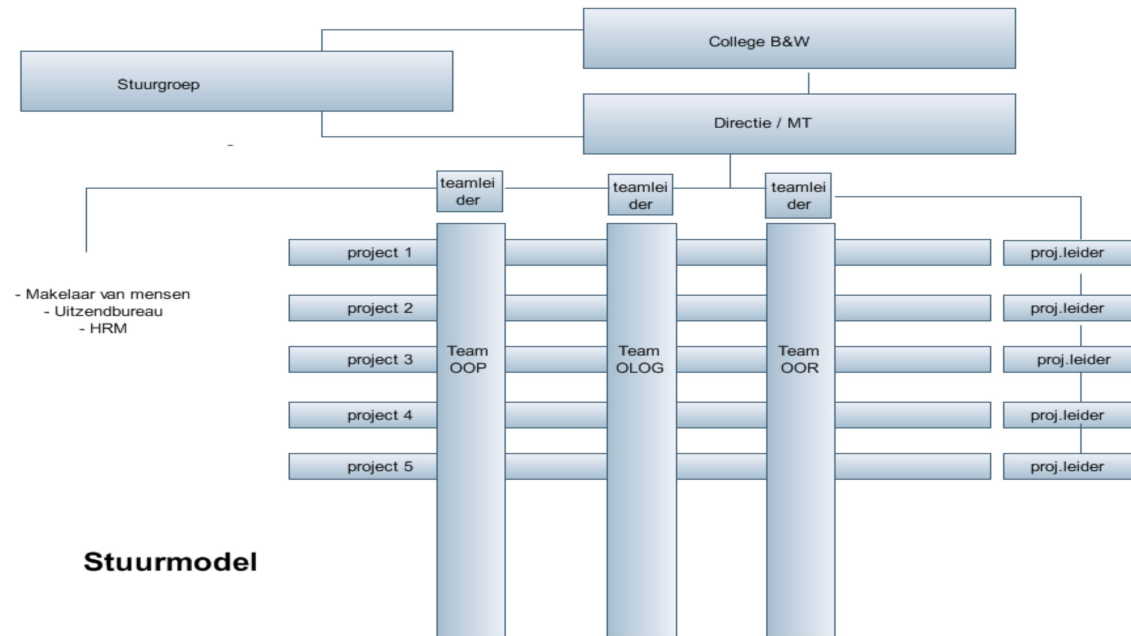 College B&W
Stuurgroep
Directie / MT
-
teamlei
der
teamlei
der
teamlei
der
project 1
proj.leider
- Makelaar van mensen
- Uitzendbureau
- HRM
project 2
proj.leider
project 3
Team
OOP
Team
OLOG
Team
OOR
proj.leider
project 4
proj.leider
project 5
proj.leider
Stuurmodel